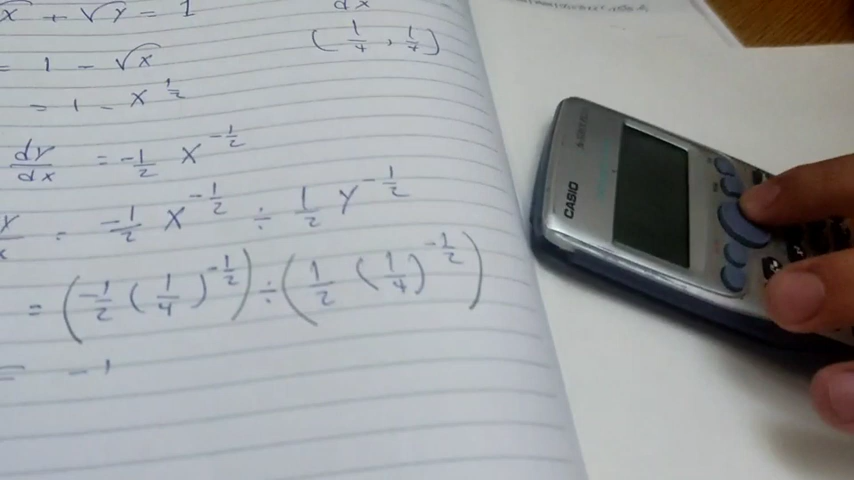 √x + √y = 1
dx
(1/4, 1/4)
= 1 - √x
= 1 - x^1/2
dy/dx = -1/2 x^-1/2
= -1/2 x^-1/2 ÷ 1/2 y^-1/2
= (-1/2 (1/4)^-1/2) ÷ (1/2 (1/4)^-1/2)
= -1
CASIO